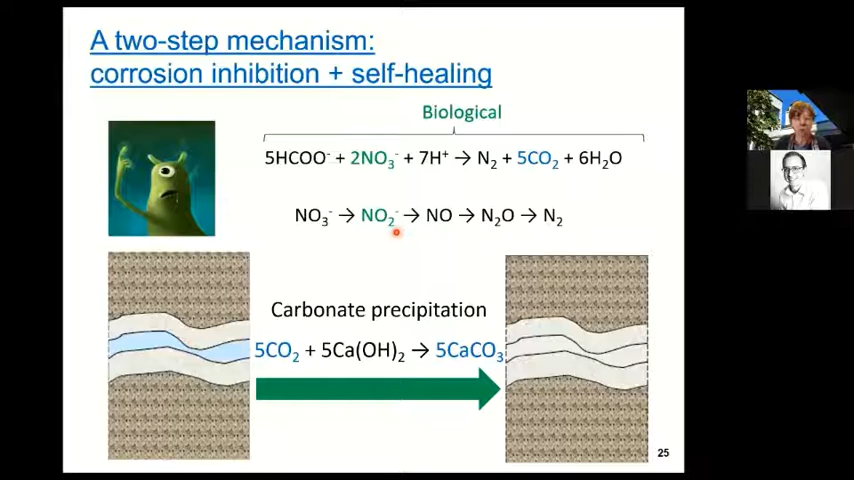 A two-step mechanism:
corrosion inhibition + self-healing
Biological
5HCOO⁻ + 2NO₃⁻ + 7H⁺ → N₂ + 5CO₂ + 6H₂O
NO₃⁻ → NO₂⁻ → NO → N₂O → N₂
Carbonate precipitation
5CO₂ + 5Ca(OH)₂ → 5CaCO₃
25